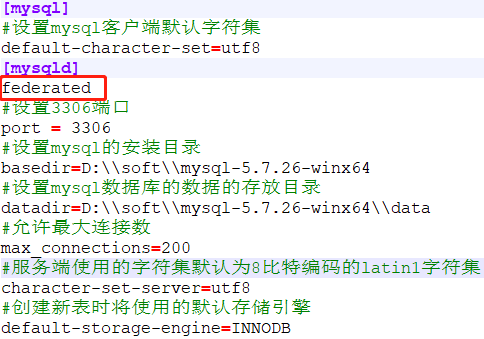 [mysql]
#设置mysql客户端默认字符集
default-character-set=utf8
[mysqld]
federated
#设置3306端口
port = 3306
#设置mysql的安装目录
basedir=D:\\soft\\mysql-5.7.26-winx64
#设置mysql数据库的数据的存放目录
datadir=D:\\soft\\mysql-5.7.26-winx64\\data
#允许最大连接数
max_connections=200
#服务端使用的字符集默认为8比特编码的latin1字符集
character-set-server=utf8
#创建新表时将使用的默认存储引擎
default-storage-engine=INNODB